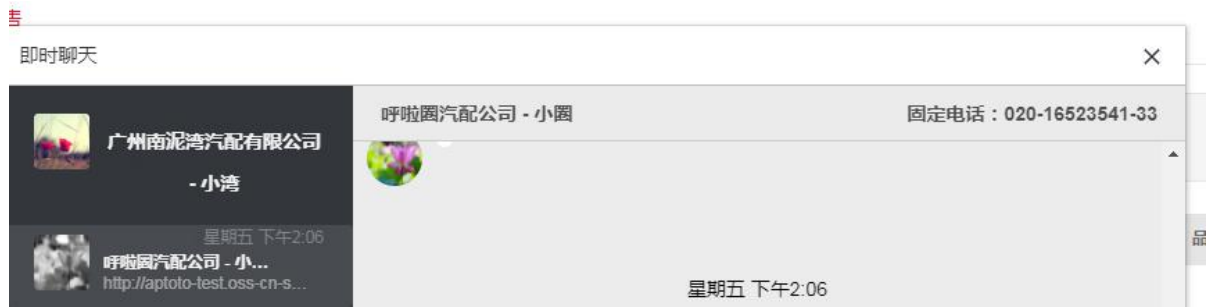 售
即时聊天
广州南泥湾汽配有限公司
- 小湾
星期五 下午2:06
呼啦圈汽配公司 - 小...
http://aptoto-test.oss-cn-s...
呼啦圈汽配公司 - 小圈
固定电话：020-16523541-33
星期五 下午2:06
品